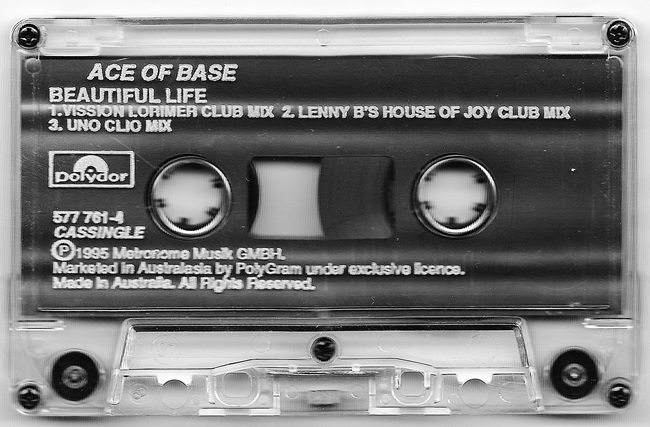 ACE OF BASE
BEAUTIFUL LIFE
1. VISSION LORIMER CLUB MIX 2. LENNY B'S HOUSE OF JOY CLUB MIX
3. UNO CLIO MIX
Polydor
577 761-4
CASSINGLE
Ⓟ1995 Metronome Musik GMBH.
Marketed in Australasia by PolyGram under exclusive licence.
Made in Australia. All Rights Reserved.